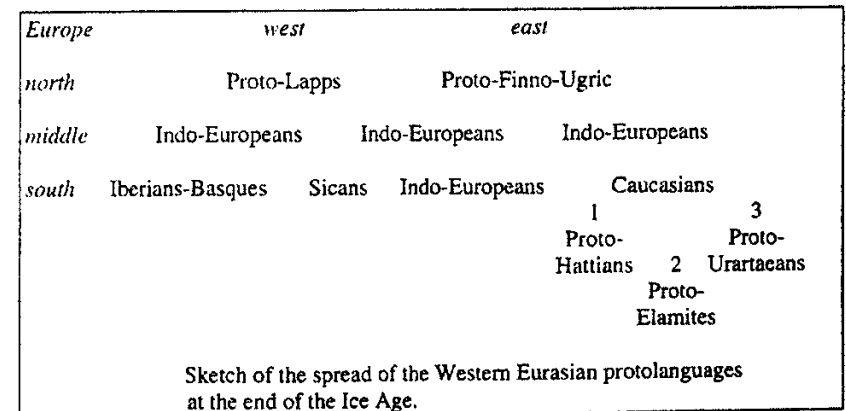 Europe west east
north Proto-Lapps Proto-Finno-Ugric
middle Indo-Europeans Indo-Europeans Indo-Europeans
south Iberians-Basques Sicans Indo-Europeans Caucasians
1 3
Proto- Proto-
Hattians 2 Urartaeans
Proto-
Elamites
Sketch of the spread of the Western Eurasian protolanguages
at the end of the Ice Age.